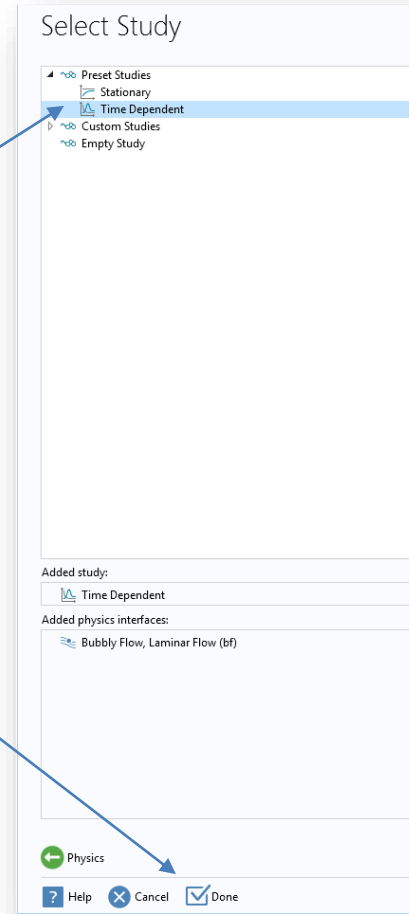 Select Study
Preset Studies
Stationary
Time Dependent
Custom Studies
Empty Study
Added study:
Time Dependent
Added physics interfaces:
Bubbly Flow, Laminar Flow (bf)
Physics
? Help Cancel Done